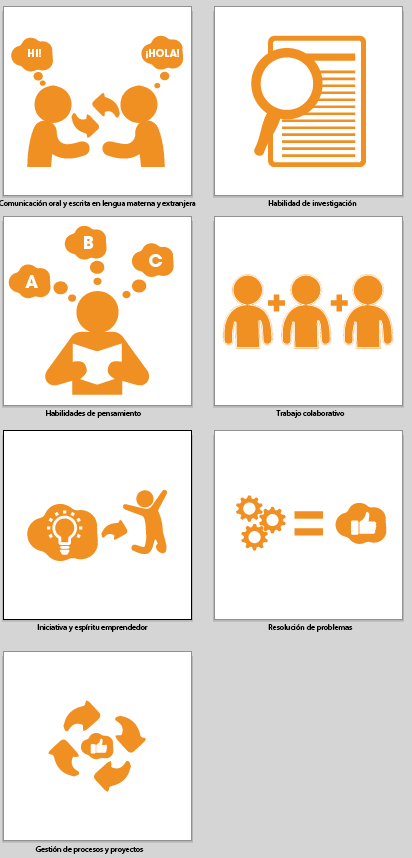 HI!
¡HOLA!
Comunicación oral y escrita en lengua materna y extranjera
Habilidad de investigación
B
A
C
Habilidades de pensamiento
Trabajo colaborativo
Iniciativa y espíritu emprendedor
Resolución de problemas
Gestión de procesos y proyectos